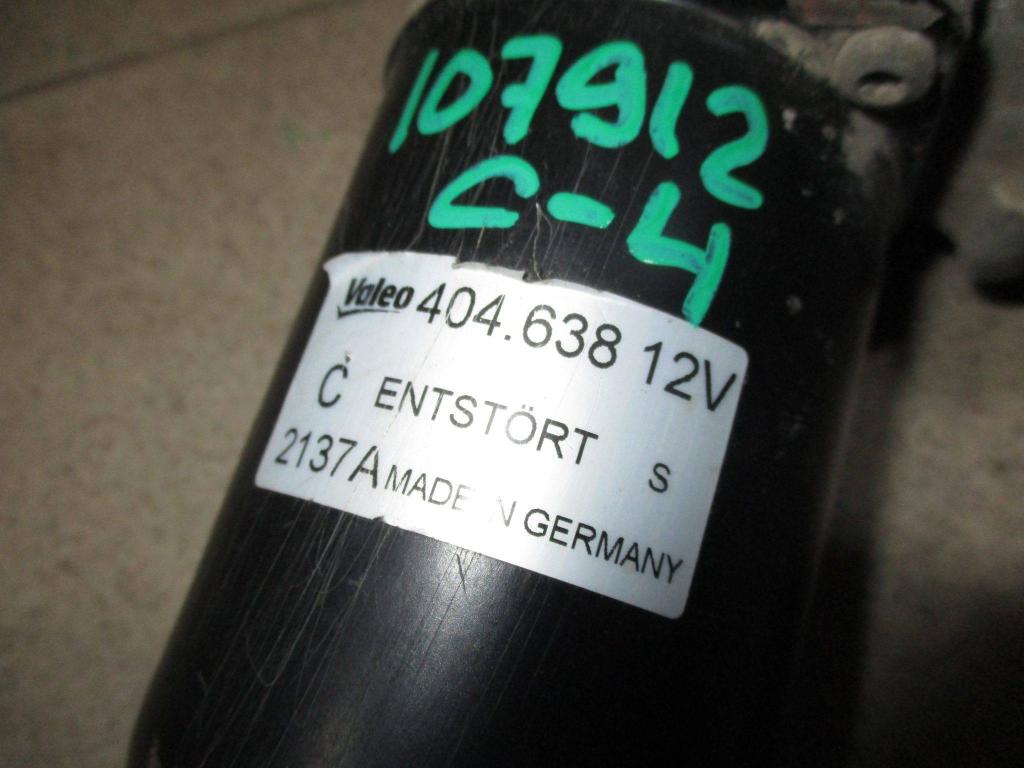 107912
C-4
Valeo 404.638 12V
C ENTSTÖRT S
2137A MADE IN GERMANY